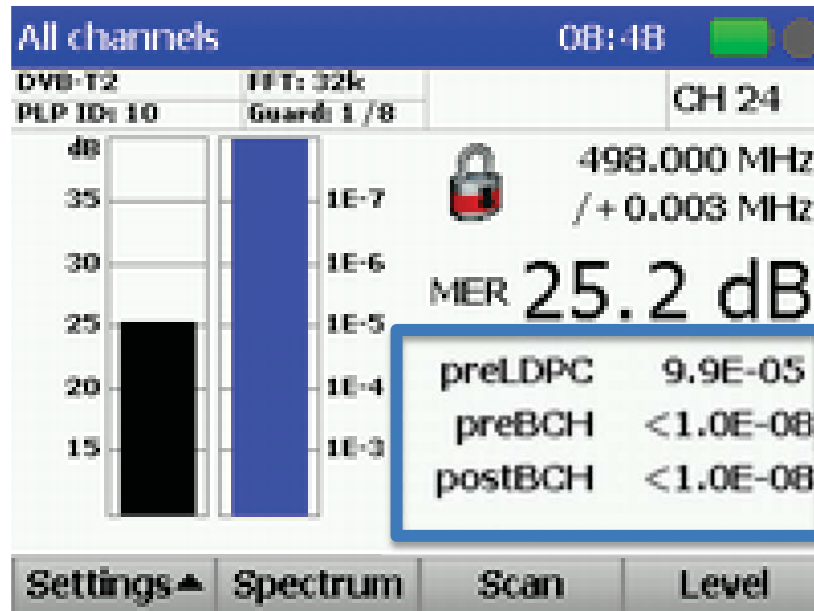 All channels 08:48
DVB-T2 FFT: 32k
PLP ID: 10 Guard: 1/8 CH 24
dB
35
30
25
20
15
1E-7
1E-6
1E-5
1E-4
1E-3
498.000 MHz
/+0.003 MHz
MER 25.2 dB
preLDPC 9.9E-05
preBCH <1.0E-08
postBCH <1.0E-08
Settings Spectrum Scan Level